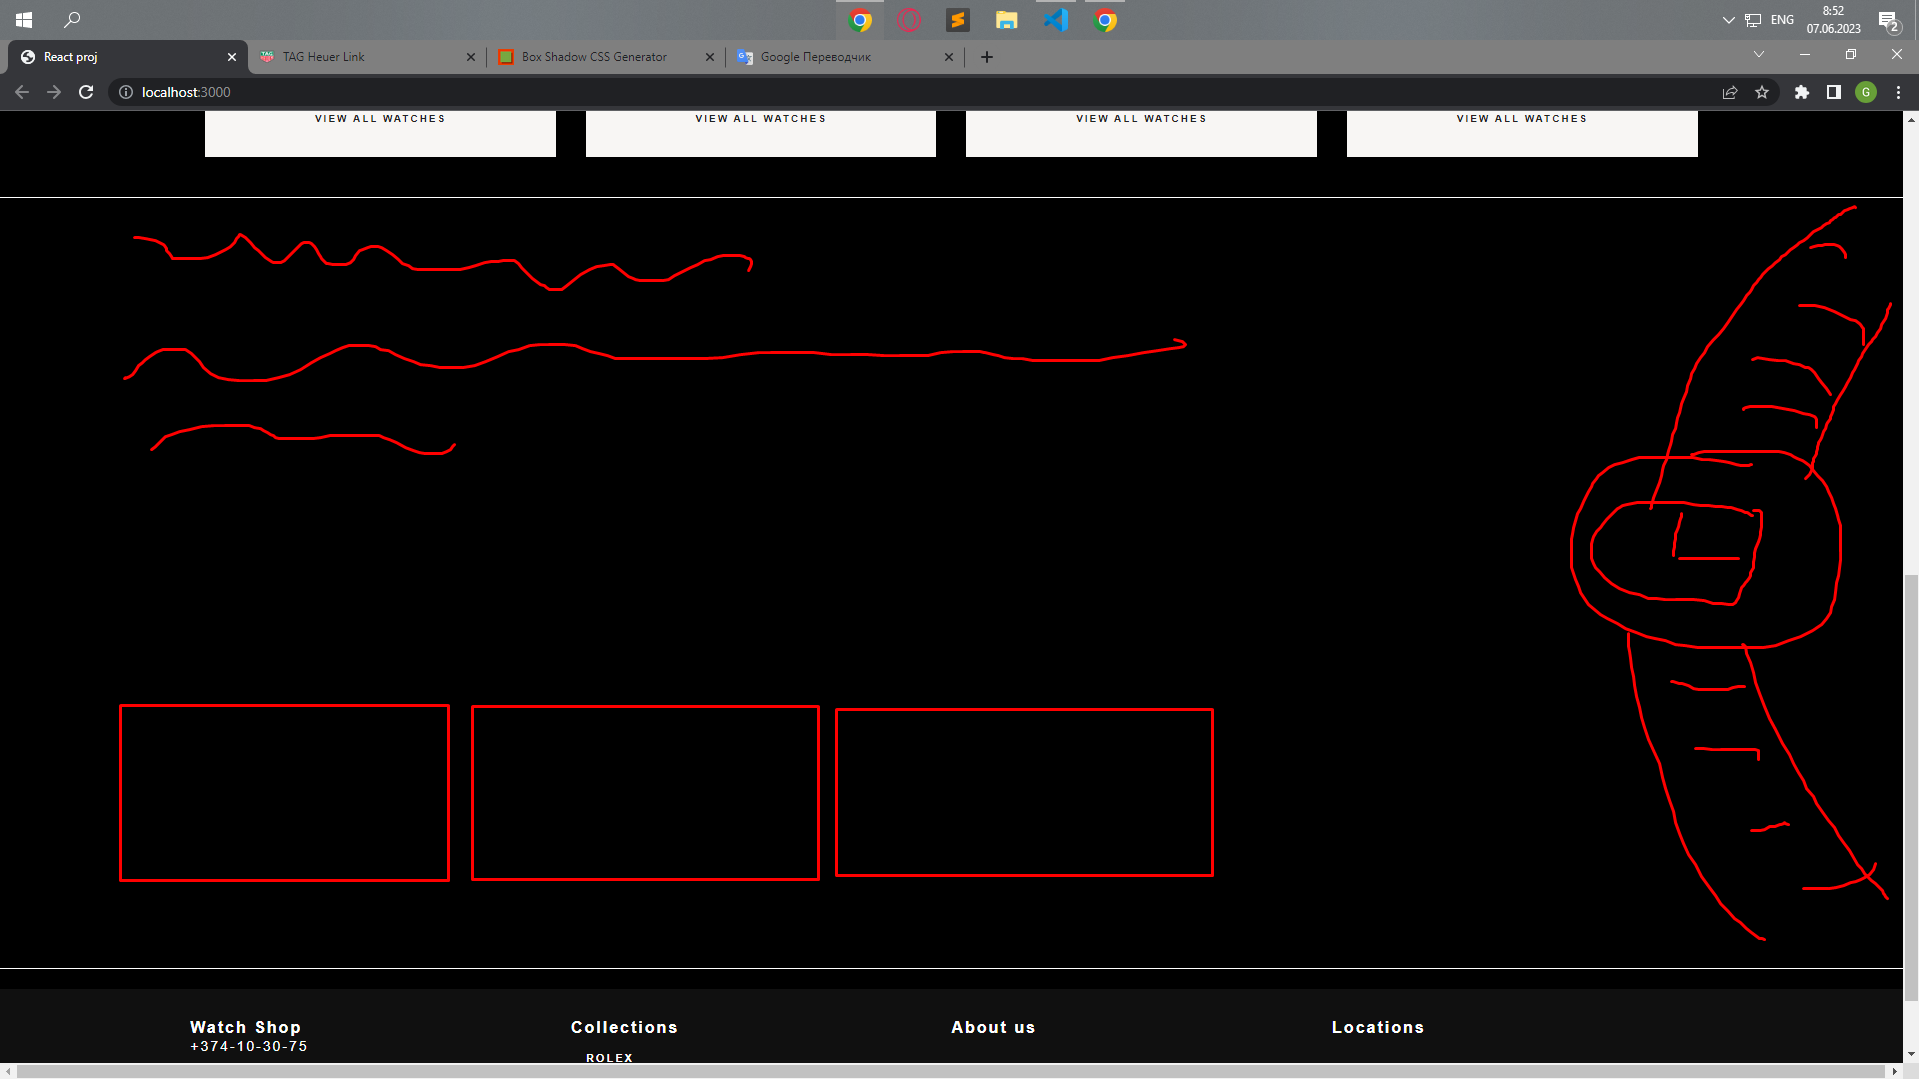 8:52
ENG
07.06.2023
2
React proj
TAG Heuer Link
Box Shadow CSS Generator
Google Переводчик
localhost:3000
G
VIEW ALL WATCHES
VIEW ALL WATCHES
VIEW ALL WATCHES
VIEW ALL WATCHES
Watch Shop
+374-10-30-75
Collections
ROLEX
About us
Locations